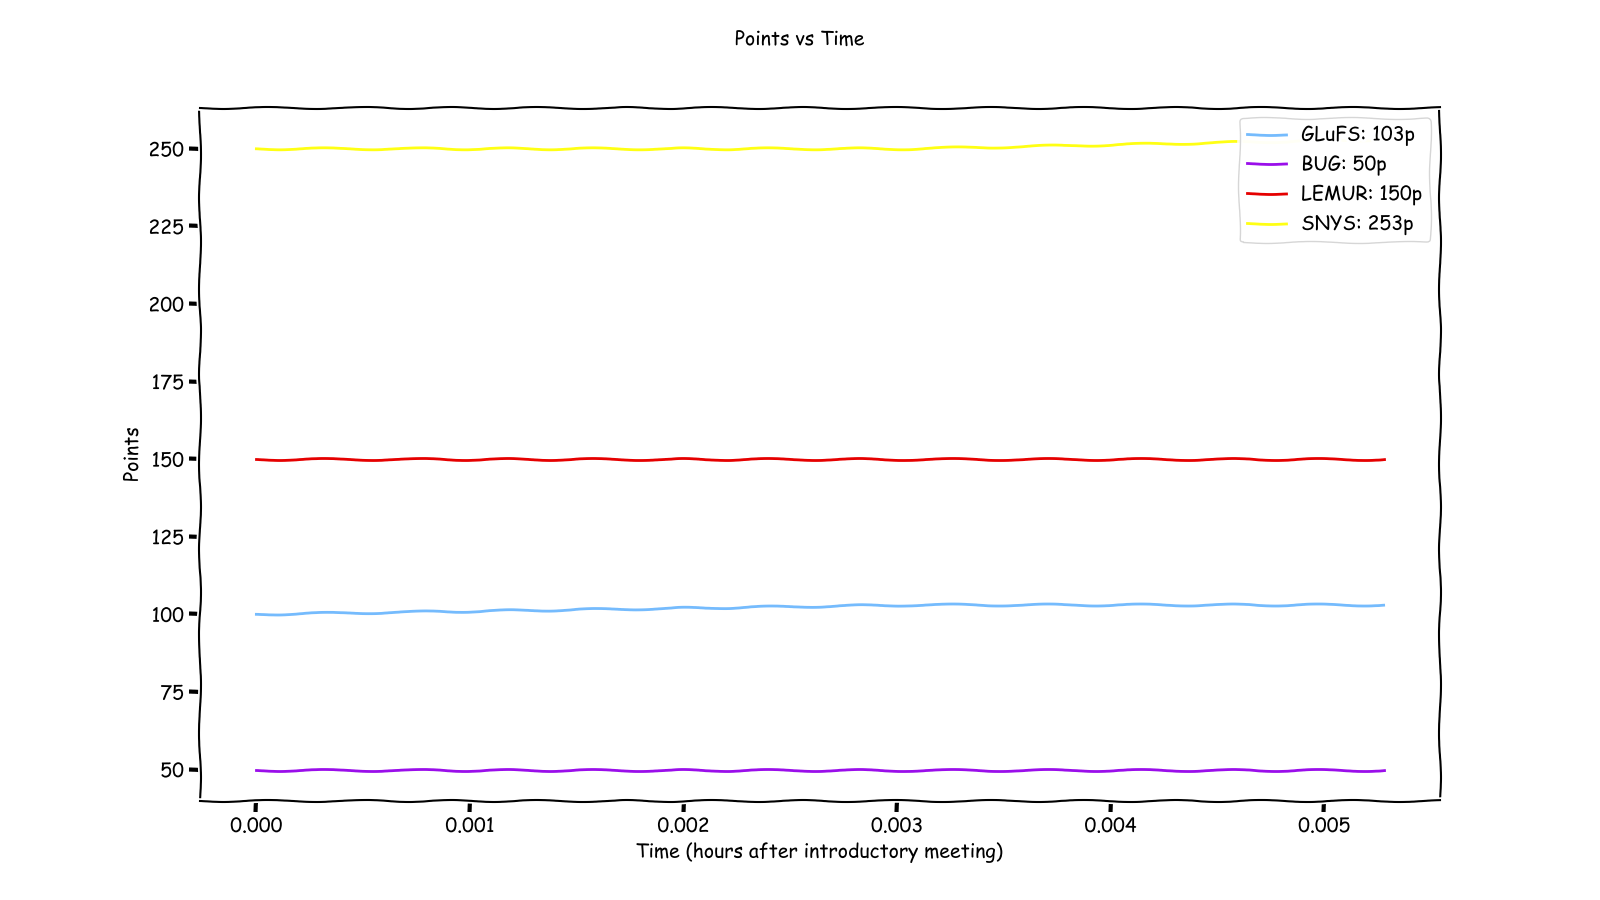 Points vs Time
GLuFS: 103p
BUG: 50p
LEMUR: 150p
SNYS: 253p
250
225
200
175
150
125
100
75
50
Points
0.000 0.001 0.002 0.003 0.004 0.005
Time (hours after introductory meeting)